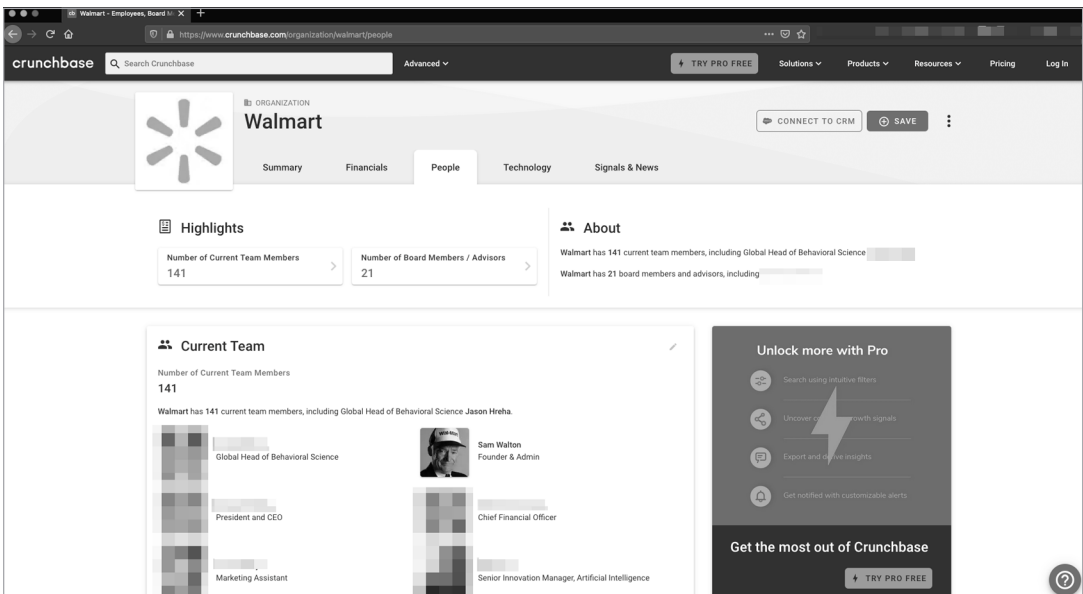 Walmart - Employees, Board M
https://www.crunchbase.com/organization/walmart/people
crunchbase
Search Crunchbase
Advanced
TRY PRO FREE
Solutions
Products
Resources
Pricing
Log In
ORGANIZATION
Walmart
CONNECT TO CRM
SAVE
Summary
Financials
People
Technology
Signals & News
Highlights
Number of Current Team Members
141
Number of Board Members / Advisors
21
About
Walmart has 141 current team members, including Global Head of Behavioral Science
Walmart has 21 board members and advisors, including
Current Team
Number of Current Team Members
141
Walmart has 141 current team members, including Global Head of Behavioral Science Jason Hreha.
Global Head of Behavioral Science
Sam Walton
Founder & Admin
President and CEO
Chief Financial Officer
Marketing Assistant
Senior Innovation Manager, Artificial Intelligence
Unlock more with Pro
Search using intuitive filters
Uncover growth signals
Export and insights
Get notified with customizable alerts
Get the most out of Crunchbase
TRY PRO FREE